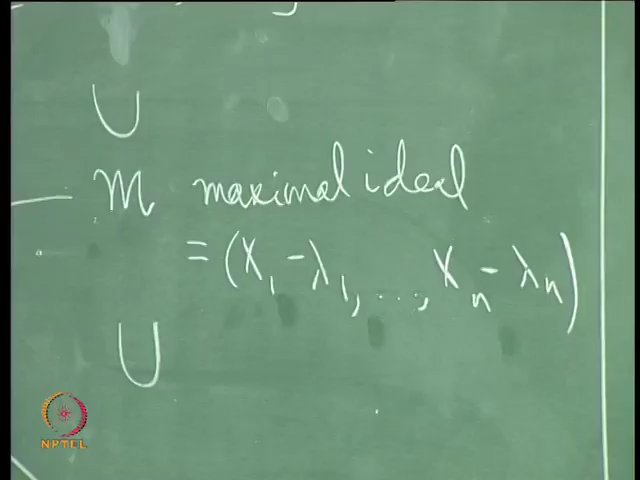 ∪
m maximal ideal
= (X₁ - λ₁, ..., Xₙ - λₙ)
∪
NPTEL